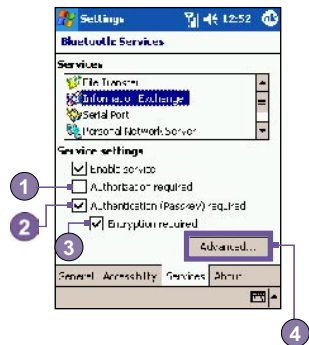 Settings 12:52 ok
Bluetooth Services
Services
File Transfer
Information Exchange
Serial Port
Personal Network Server
Service settings
Enable service
1 Authorization required
2 Authentication (Passkey) required
3 Encryption required
Advanced...
General Accessibility Services About
4